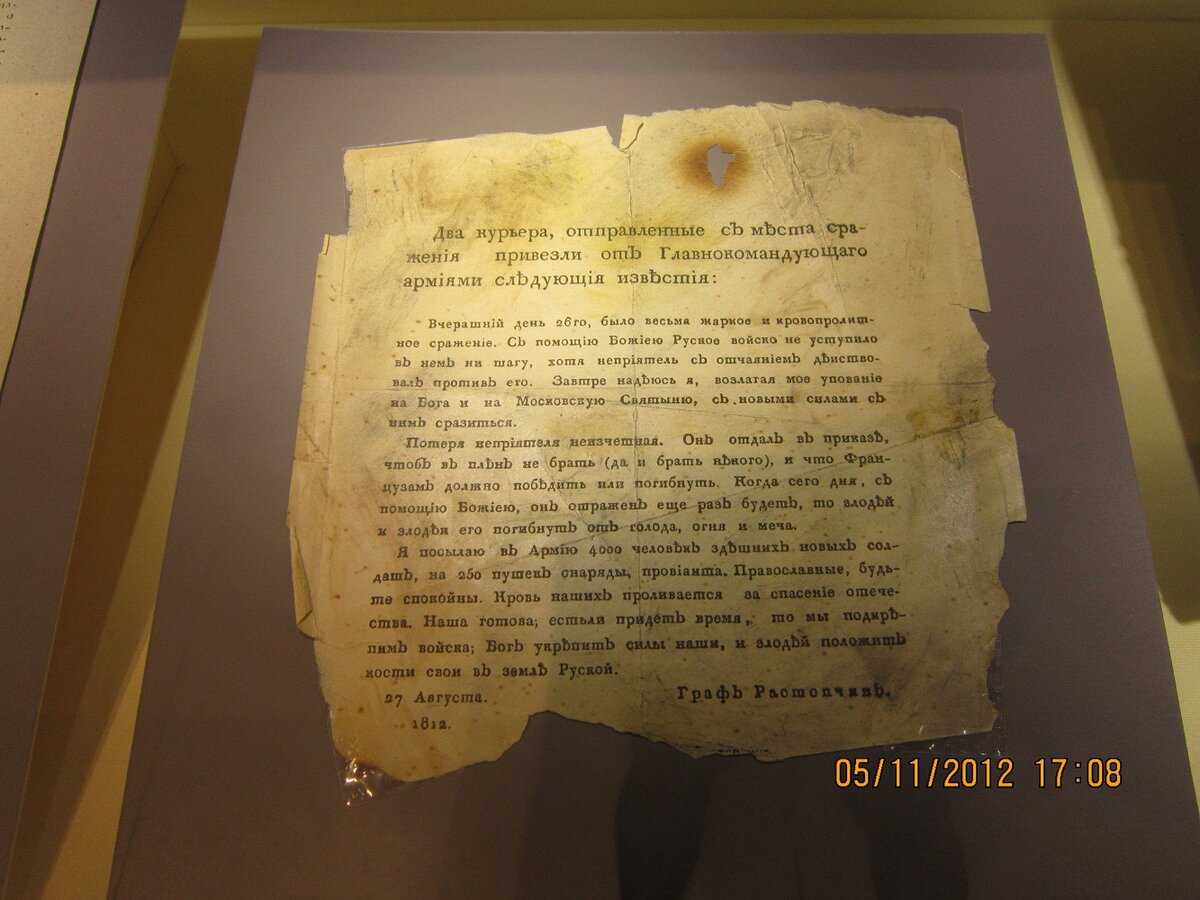 Два курьера, отправленные съ мѣста сра-
женія привезли отъ Главнокомандующаго
арміями слѣдующія извѣстія:
Вчерашній день 26го, было весьма жаркое и кровопролит-
ное сраженіе. Съ помощію Божіею Руское войско не уступило
въ немъ ни шагу, хотя непріятель съ отчаяніемъ дѣйство-
валъ противъ его. Завтре надѣюсь я, возлагая мое упованіе
на Бога и на Московскую Святыню, съ новыми силами съ
нимъ сразиться.
Потеря непріятеля неизчетная. Онъ отдалъ въ приказѣ,
чтобъ въ плѣнъ не брать (да и брать нѣкого), и что Фран-
цузамъ должно побѣдить или погибнуть. Когда сего дня, съ
помощію Божіею, онъ отраженъ еще разъ будетъ, то злодѣй
и злодѣи его погибнутъ отъ голода, огня и меча.
Я посылаю въ Армію 4000 человѣкъ здѣшнихъ новыхъ сол-
датъ, на 250 пушекъ снаряды, провіанта. Православные, будь-
те спокойны. Кровь нашихъ проливается за спасеніе отече-
ства. Наша готова; естьли придетъ время, то мы подкрѣ-
пимъ войска; Богъ укрѣпитъ силы наши, и злодѣй положитъ
кости свои въ землѣ Руской.
27 Августа. Графъ Растопчинъ.
1812.
05/11/2012 17:08